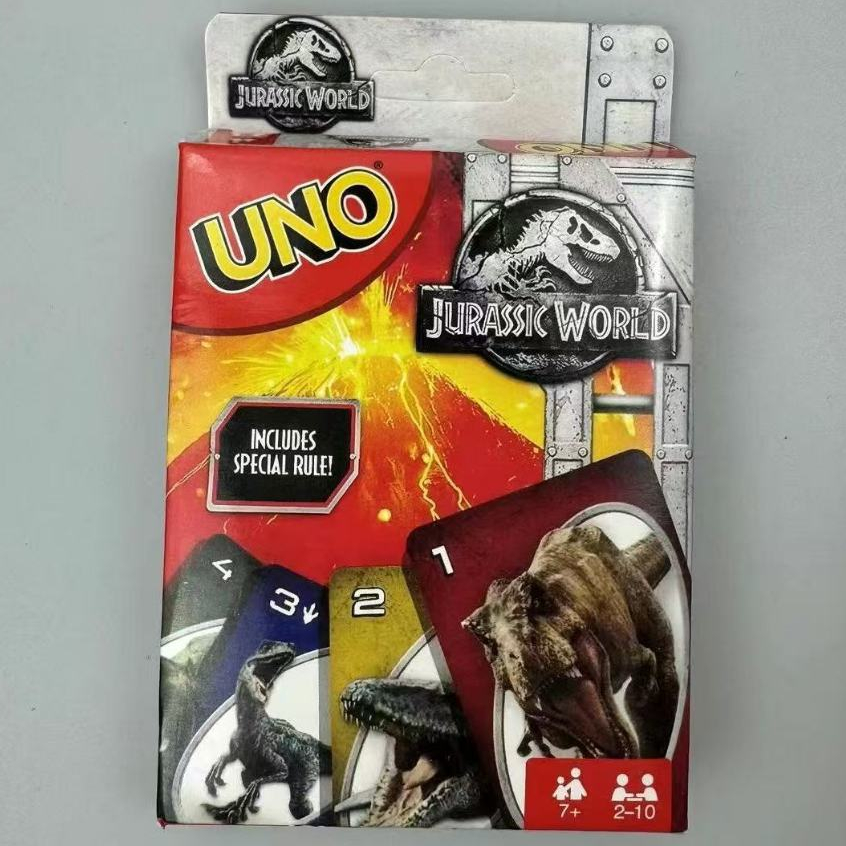 JURASSIC WORLD
UNO®
JURASSIC WORLD
INCLUDES
SPECIAL RULE!
4
3
2
1
7+
2-10